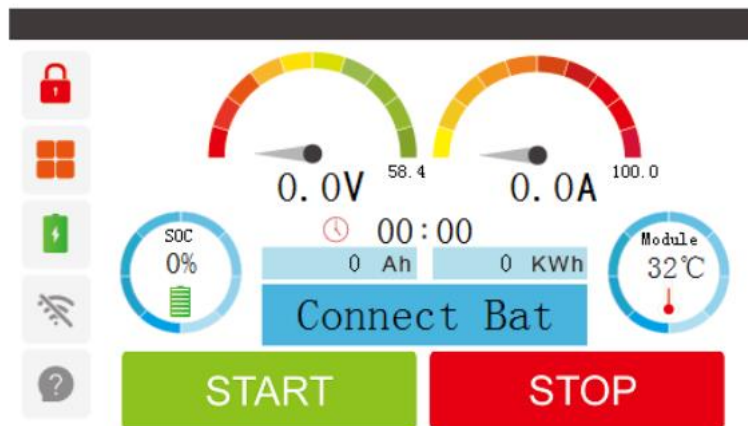 58.4
100.0
0.0V
0.0A
SOC
0%
00:00
0 Ah
0 KWh
Module
32℃
Connect Bat
START
STOP
?